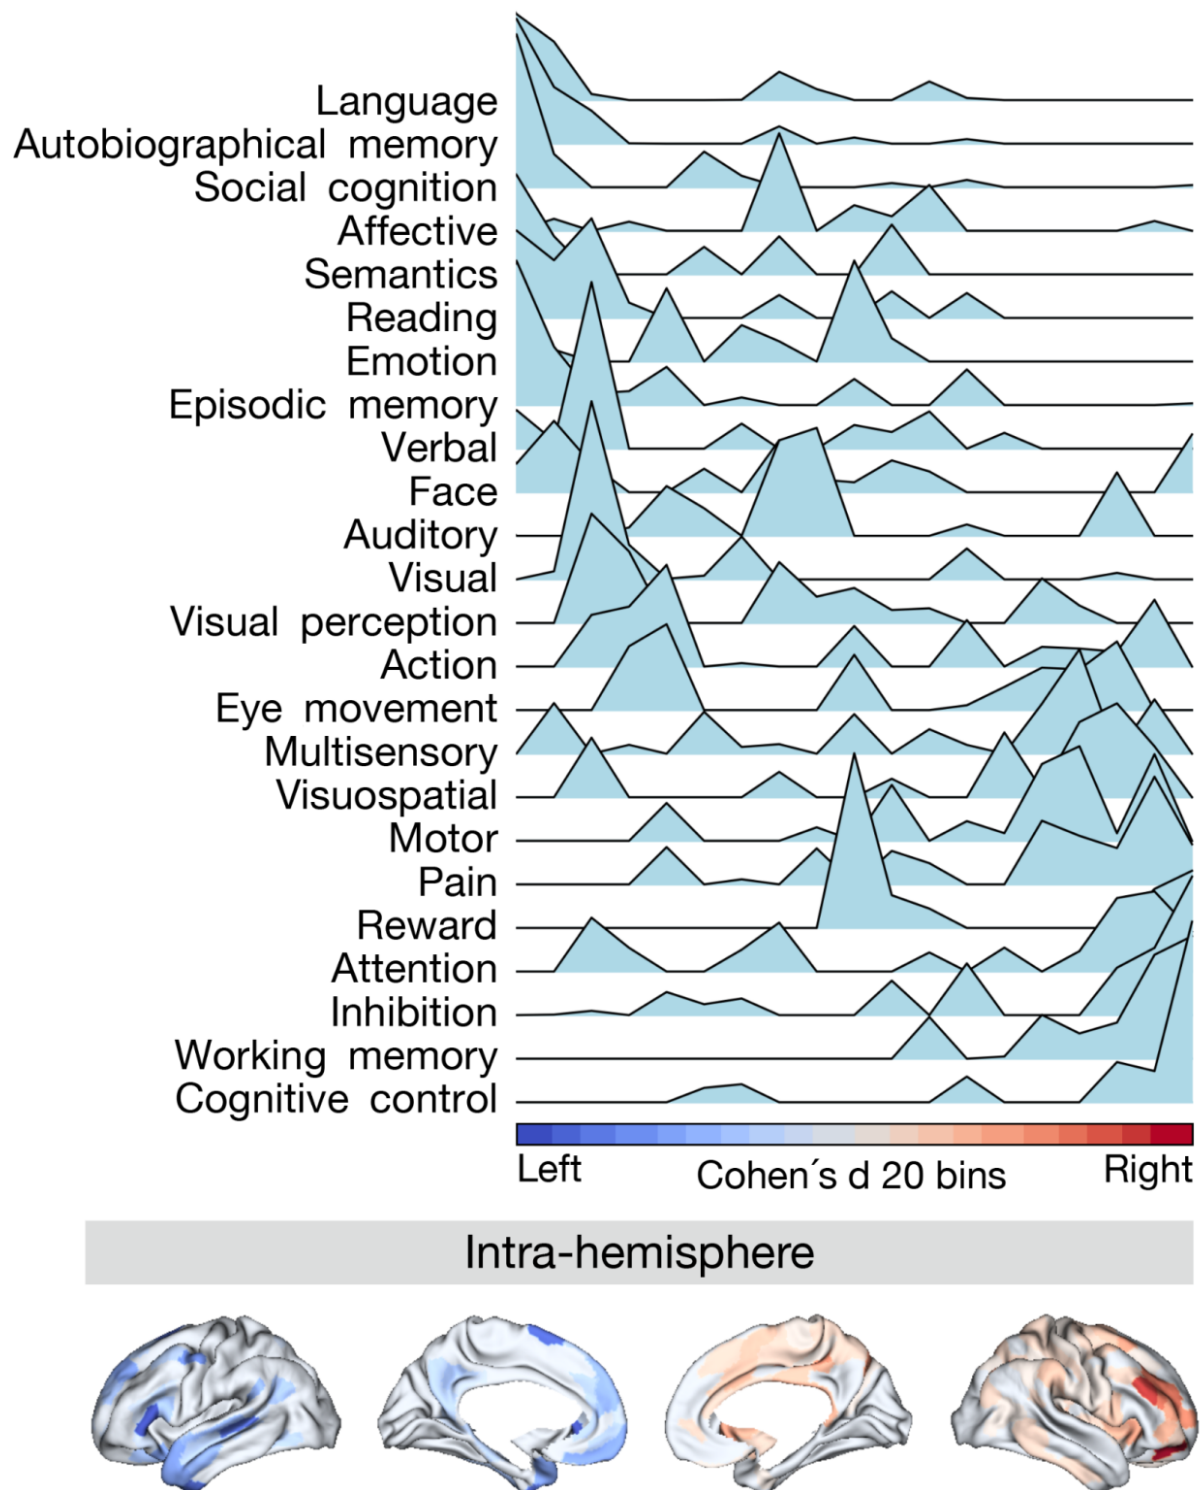 Language
Autobiographical memory
Social cognition
Affective
Semantics
Reading
Emotion
Episodic memory
Verbal
Face
Auditory
Visual
Visual perception
Action
Eye movement
Multisensory
Visuospatial
Motor
Pain
Reward
Attention
Inhibition
Working memory
Cognitive control
Left Cohen´s d 20 bins Right
Intra-hemisphere